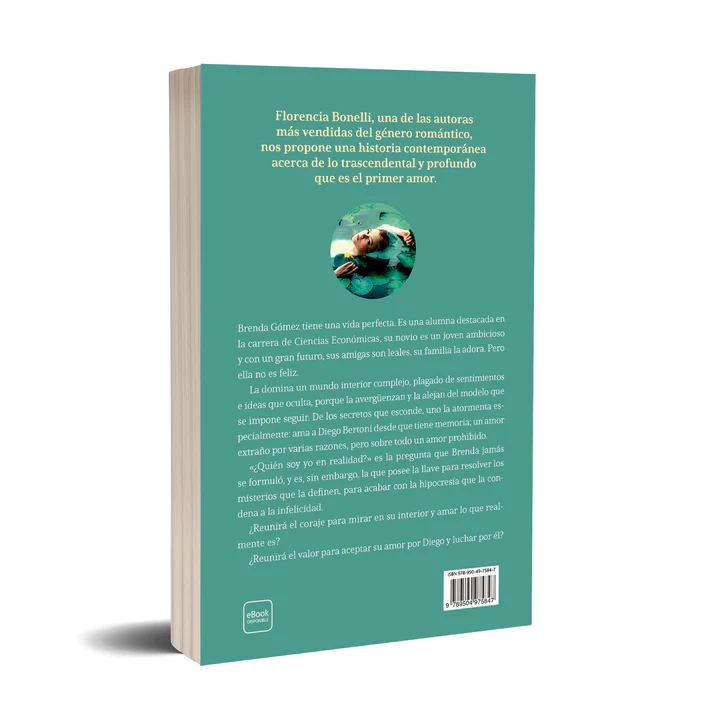 Florencia Bonelli, una de las autoras
más vendidas del género romántico,
nos propone una historia contemporánea
acerca de lo trascendental y profundo
que es el primer amor.
Brenda Gómez tiene una vida perfecta. Es una alumna destacada en
la carrera de Ciencias Económicas, su novio es un joven ambicioso
y con un gran futuro, sus amigas son leales, su familia la adora. Pero
ella no es feliz.
La domina un mundo interior complejo, plagado de sentimientos
e ideas que oculta, porque la avergüenzan y la alejan del modelo que
se impone seguir. De los secretos que esconde, uno la atormenta es-
pecialmente: ama a Diego Bertoni desde que tiene memoria; un amor
extraño por varias razones, pero sobre todo un amor prohibido.
«¿Quién soy yo en realidad?» es la pregunta que Brenda jamás
se formuló, y es, sin embargo, la que posee la llave para resolver los
misterios que la definen, para acabar con la hipocresía que la con-
dena a la infelicidad.
¿Reunirá el coraje para mirar en su interior y amar lo que real-
mente es?
¿Reunirá el valor para aceptar su amor por Diego y luchar por él?
ISBN 978-950-49-7584-7
9 789504 975847
eBook
DISPONIBLE